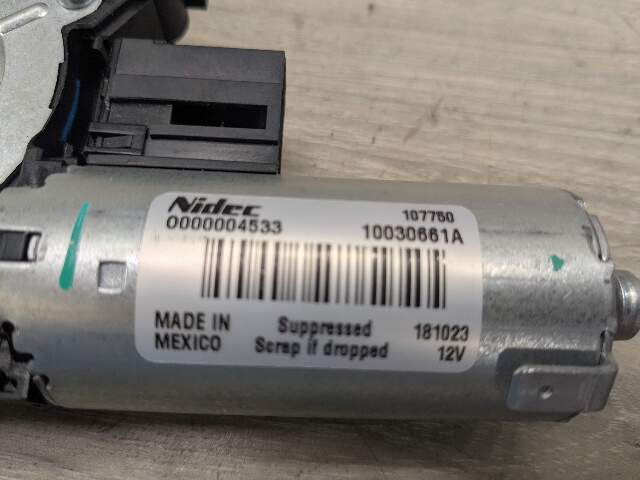 Nidec 107750
0000004533 10030661A
MADE IN Suppressed 181023
MEXICO Scrap if dropped 12V